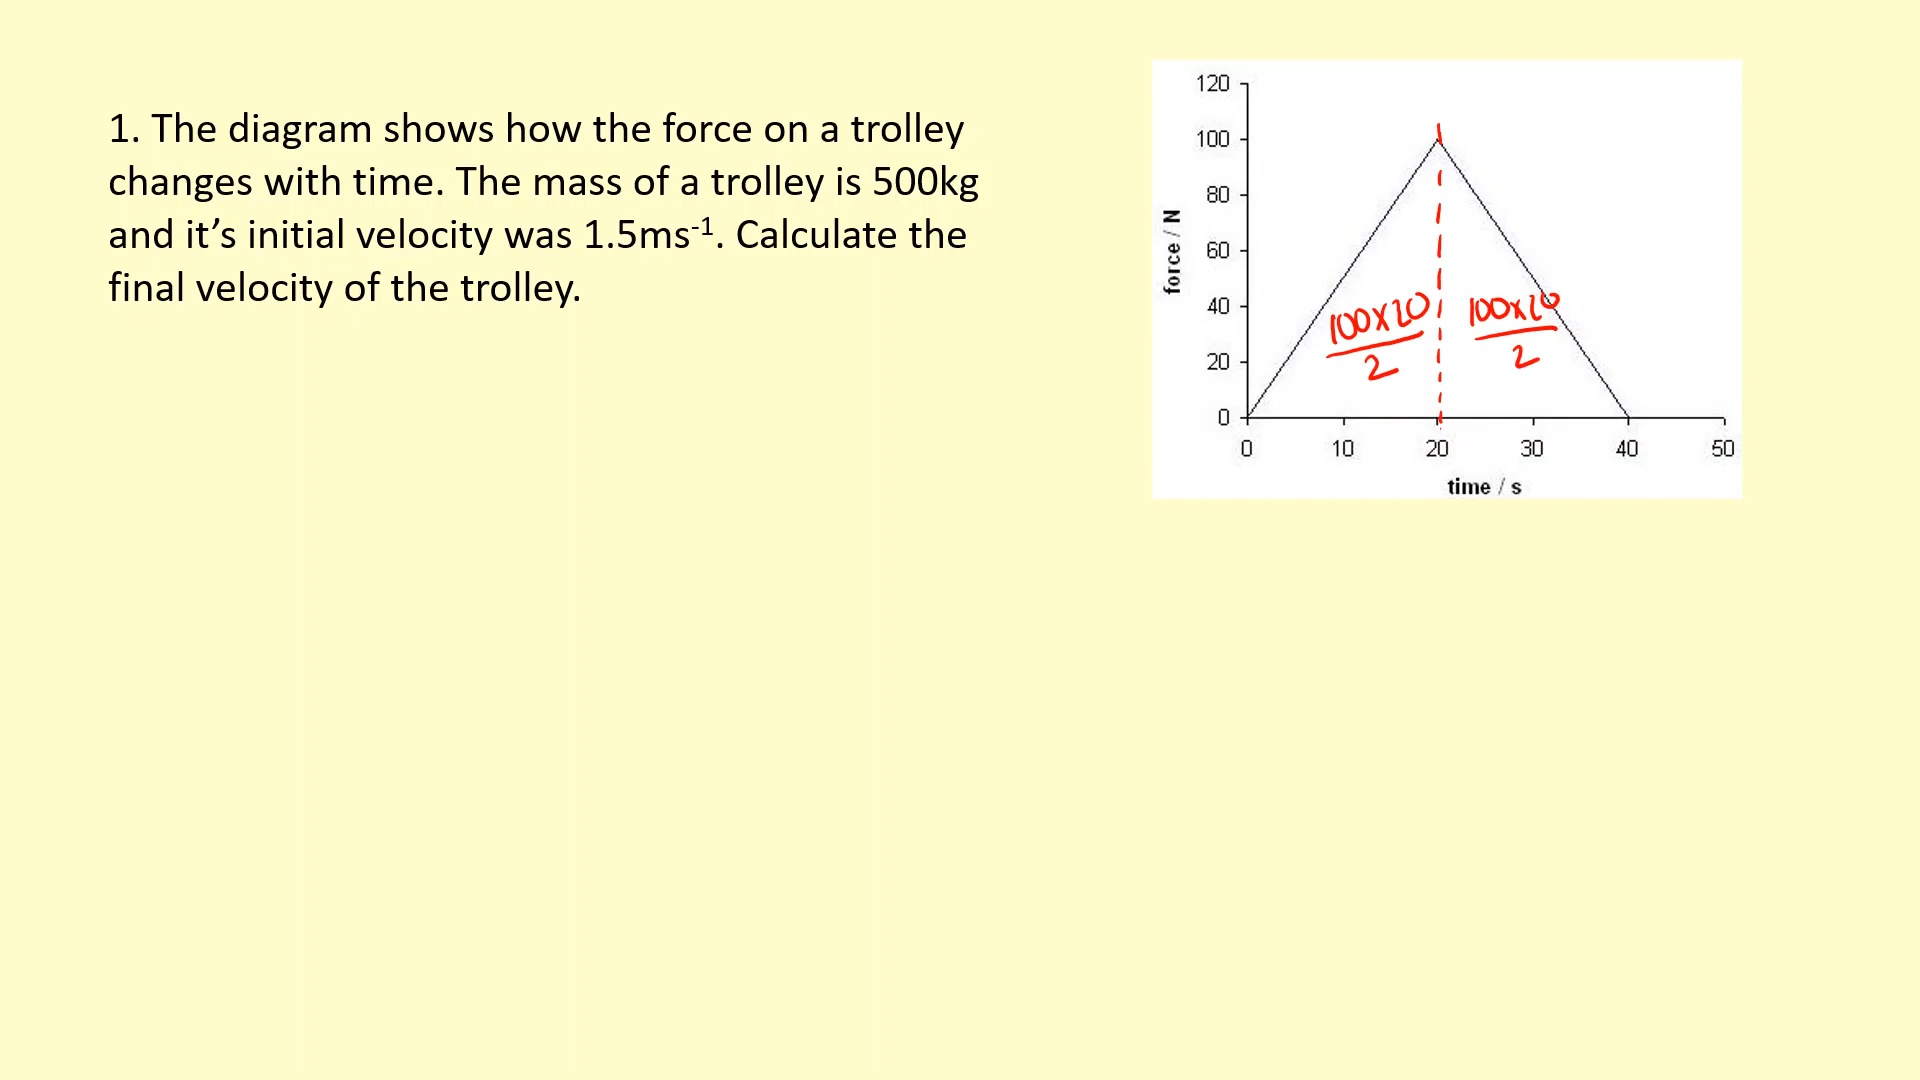 1. The diagram shows how the force on a trolley
changes with time. The mass of a trolley is 500kg
and it’s initial velocity was 1.5ms⁻¹. Calculate the
final velocity of the trolley.
120
100
80
60
40
20
0
force / N
100x20
2
100x20
2
0 10 20 30 40 50
time / s